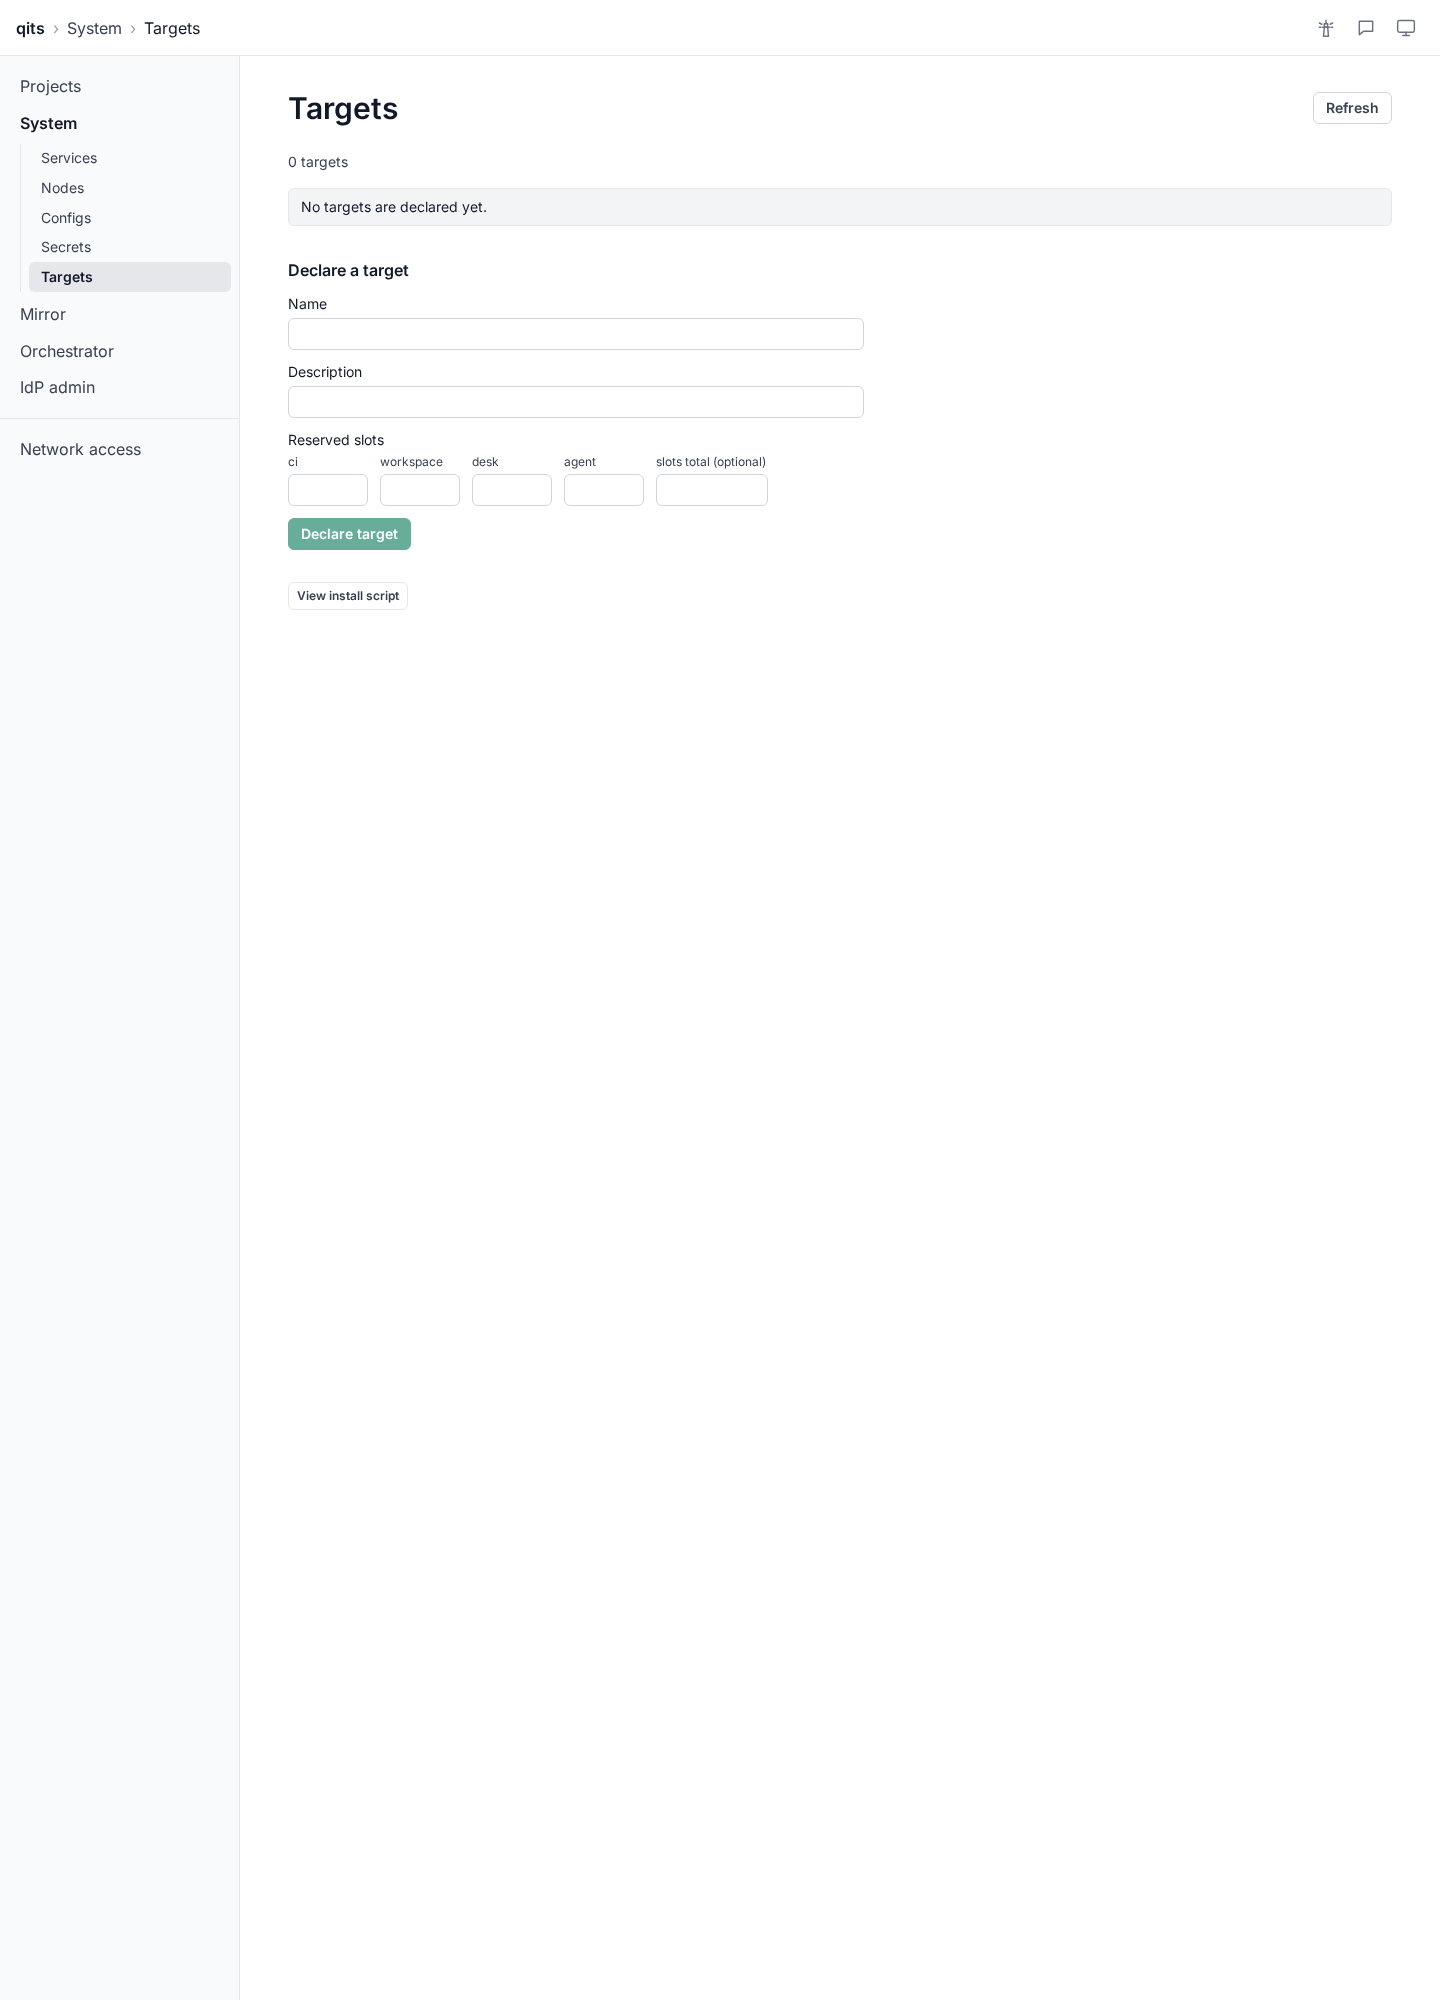 qits › System › Targets
Projects
System
Services
Nodes
Configs
Secrets
Targets
Mirror
Orchestrator
IdP admin
Network access
Targets
Refresh
0 targets
No targets are declared yet.
Declare a target
Name
Description
Reserved slots
ci workspace desk agent slots total (optional)
Declare target
View install script